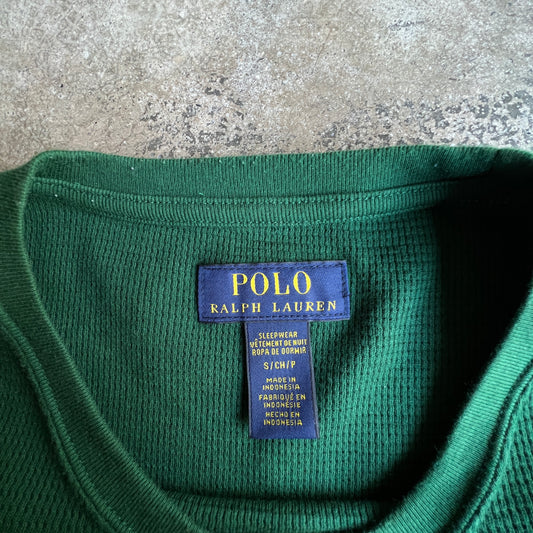 POLO
RALPH LAUREN
SLEEPWEAR
VÊTEMENT DE NUIT
ROPA DE DORMIR
S/CH/P
MADE IN
INDONESIA
FABRIQUÉ EN
INDONÉSIE
HECHO EN
INDONESIA